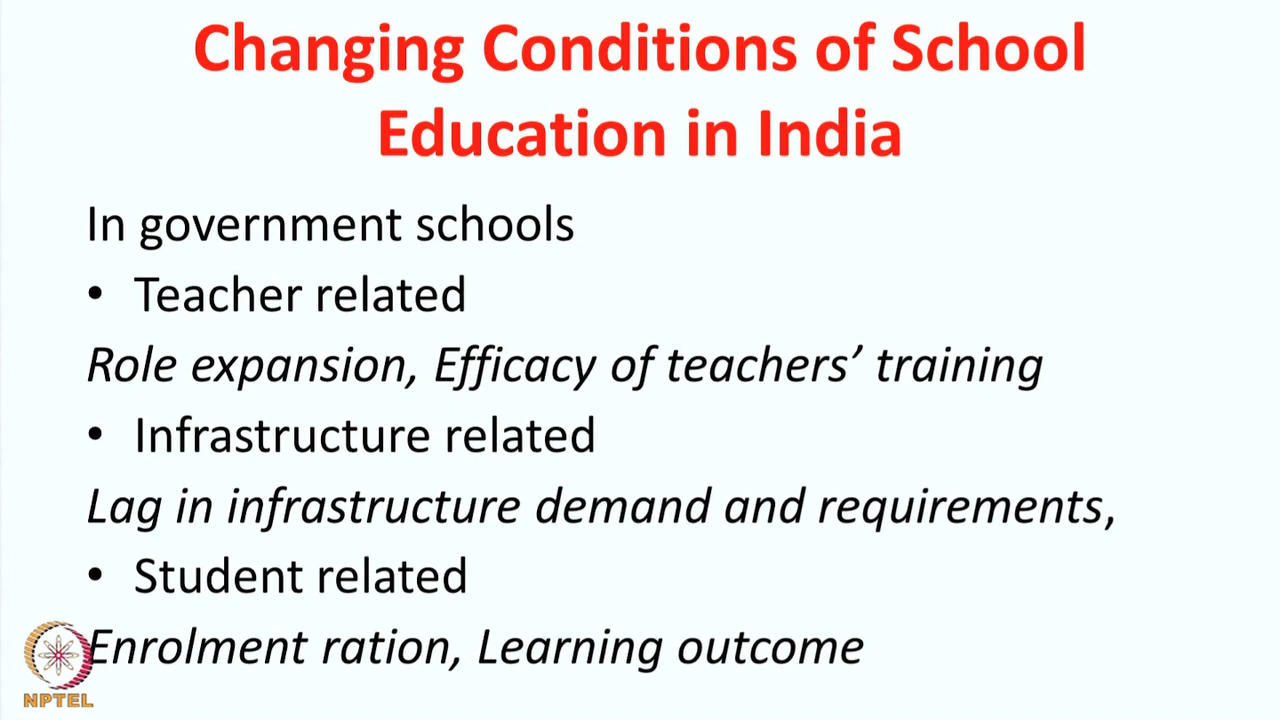 Changing Conditions of School
Education in India
In government schools
• Teacher related
Role expansion, Efficacy of teachers’ training
• Infrastructure related
Lag in infrastructure demand and requirements,
• Student related
Enrolment ration, Learning outcome
NPTEL